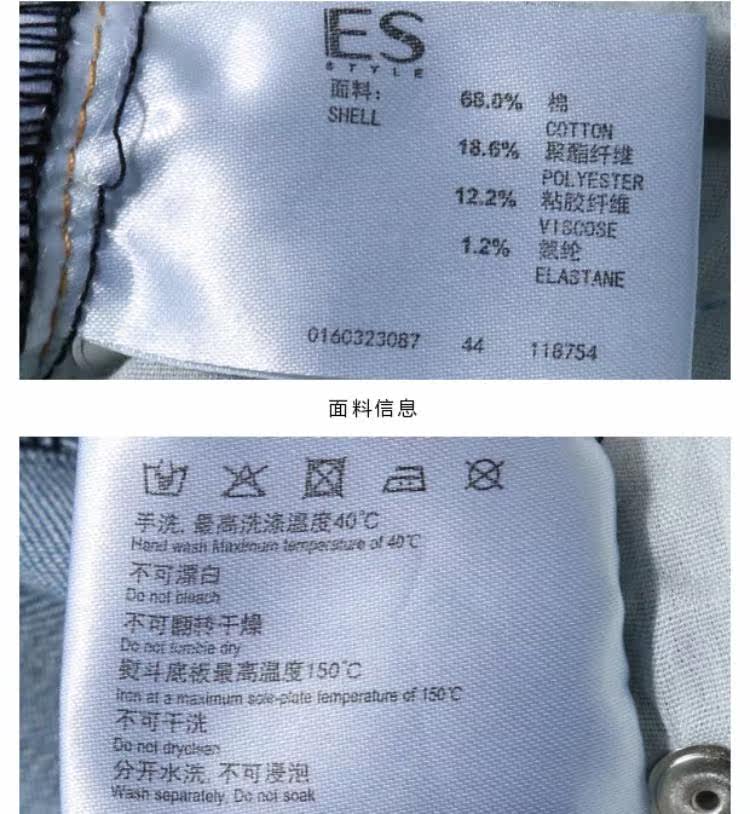 ES
STYLE
面料：
SHELL
68.0% 棉
COTTON
18.6% 聚酯纤维
POLYESTER
12.2% 粘胶纤维
VISCOSE
1.2% 氨纶
ELASTANE
0160323087 44 118754
面料信息
手洗, 最高洗涤温度40℃
Hand wash Maximum temperature of 40℃
不可漂白
Do not bleach
不可翻转干燥
Do not tumble dry
熨斗底板最高温度150℃
Iron at a maximum sole-plate temperature of 150℃
不可干洗
Do not dryclean
分开水洗, 不可浸泡
Wash separately, Do not soak